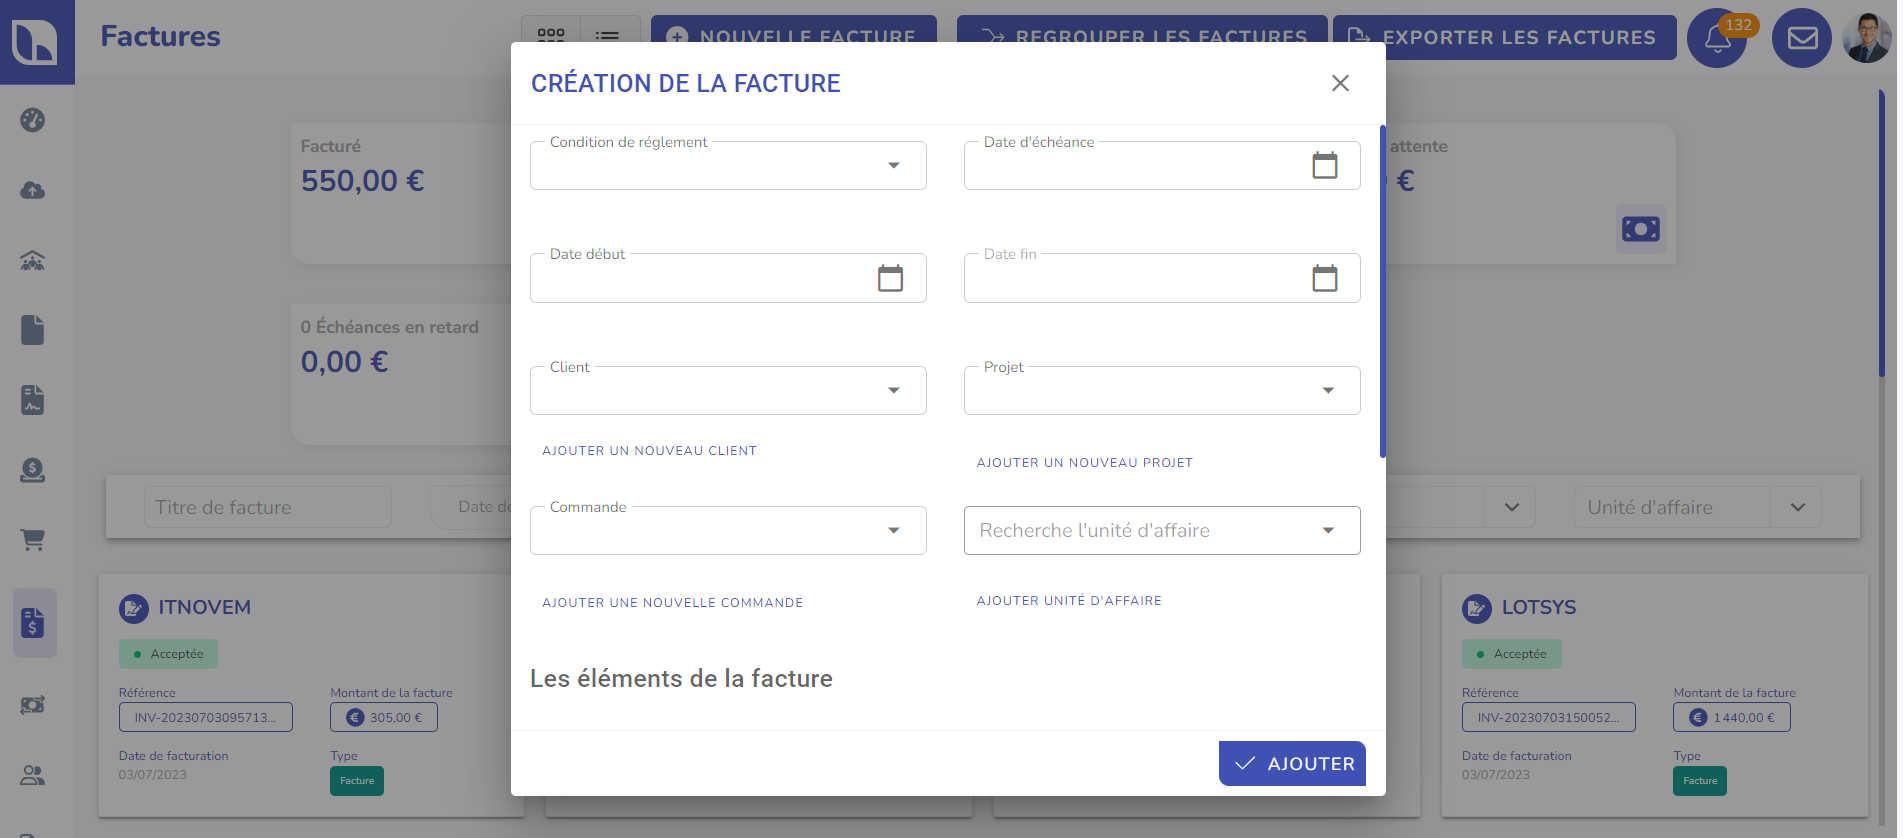 Factures
NOUVELLE FACTURE
REGROUPER LES FACTURES
EXPORTER LES FACTURES
132
CRÉATION DE LA FACTURE
Facturé
550,00 €
attente
€
0 Échéances en retard
0,00 €
Condition de réglement
Date d'échéance
Date début
Date fin
Client
Projet
AJOUTER UN NOUVEAU CLIENT
AJOUTER UN NOUVEAU PROJET
Commande
Recherche l'unité d'affaire
AJOUTER UNE NOUVELLE COMMANDE
AJOUTER UNITÉ D'AFFAIRE
Les éléments de la facture
AJOUTER
Titre de facture
Date de
Unité d'affaire
ITNOVEM
Acceptée
Référence
Montant de la facture
INV-20230703095713...
305,00 €
Date de facturation
Type
03/07/2023
Facture
LOTSYS
Acceptée
Référence
Montant de la facture
INV-20230703150052...
1 440,00 €
Date de facturation
Type
03/07/2023
Facture